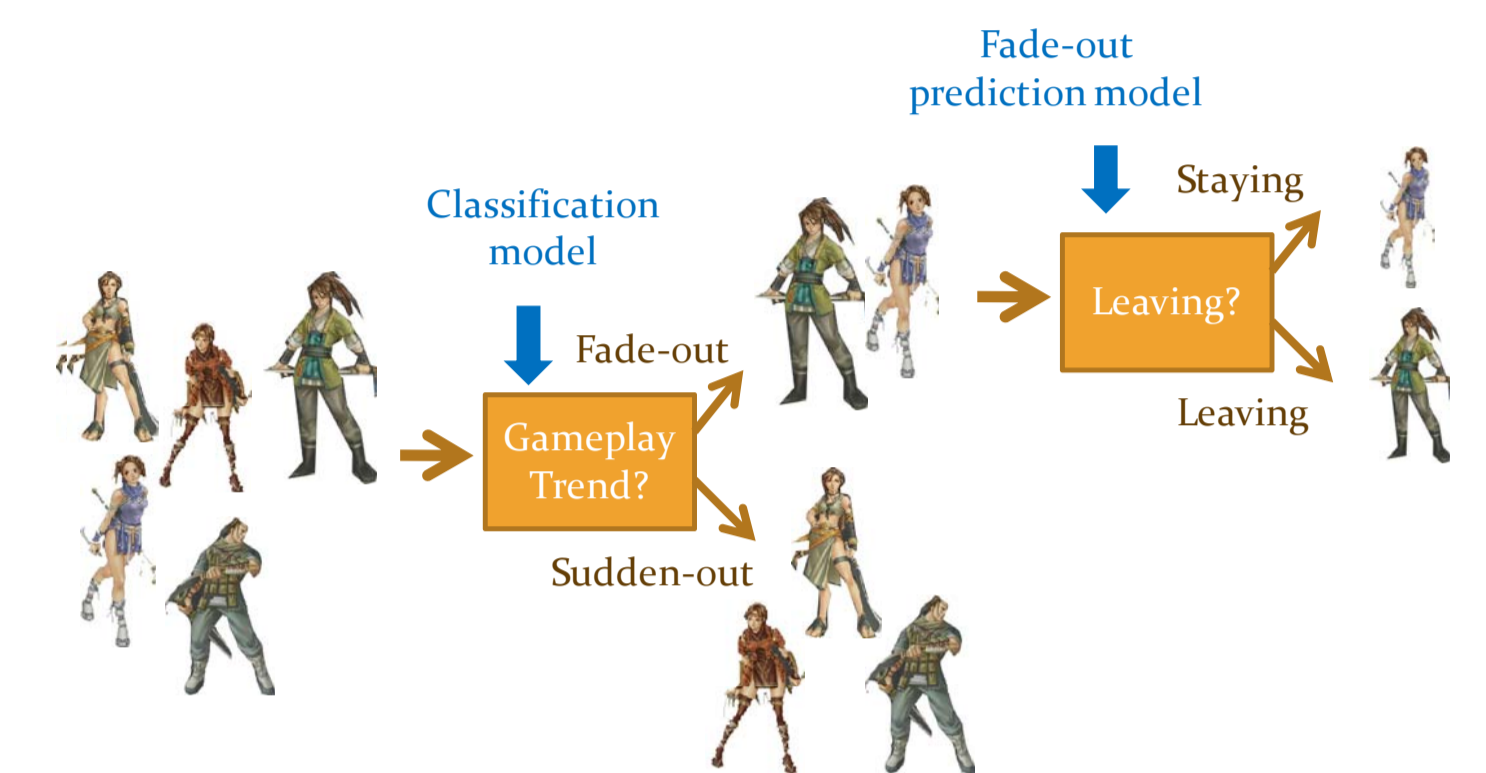 Fade-out
prediction model
Classification
model
Staying
Leaving?
Leaving
Fade-out
Gameplay
Trend?
Sudden-out